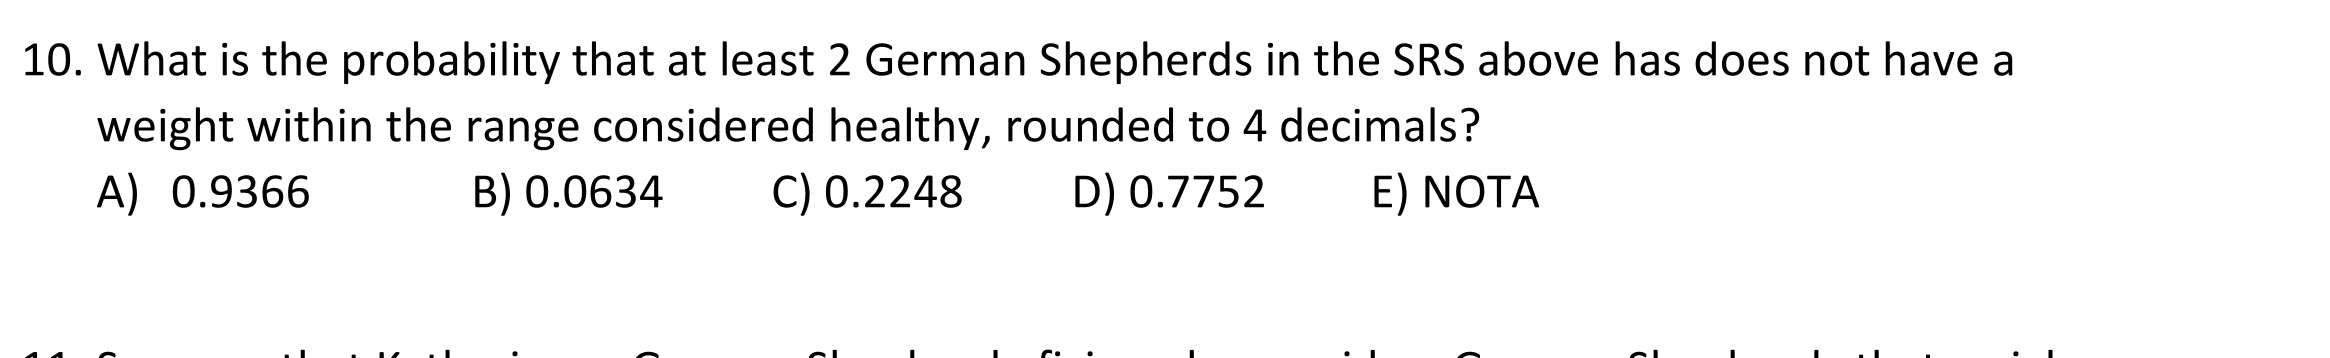 10. What is the probability that at least 2 German Shepherds in the SRS above has does not have a
weight within the range considered healthy, rounded to 4 decimals?
A) 0.9366 B) 0.0634 C) 0.2248 D) 0.7752 E) NOTA